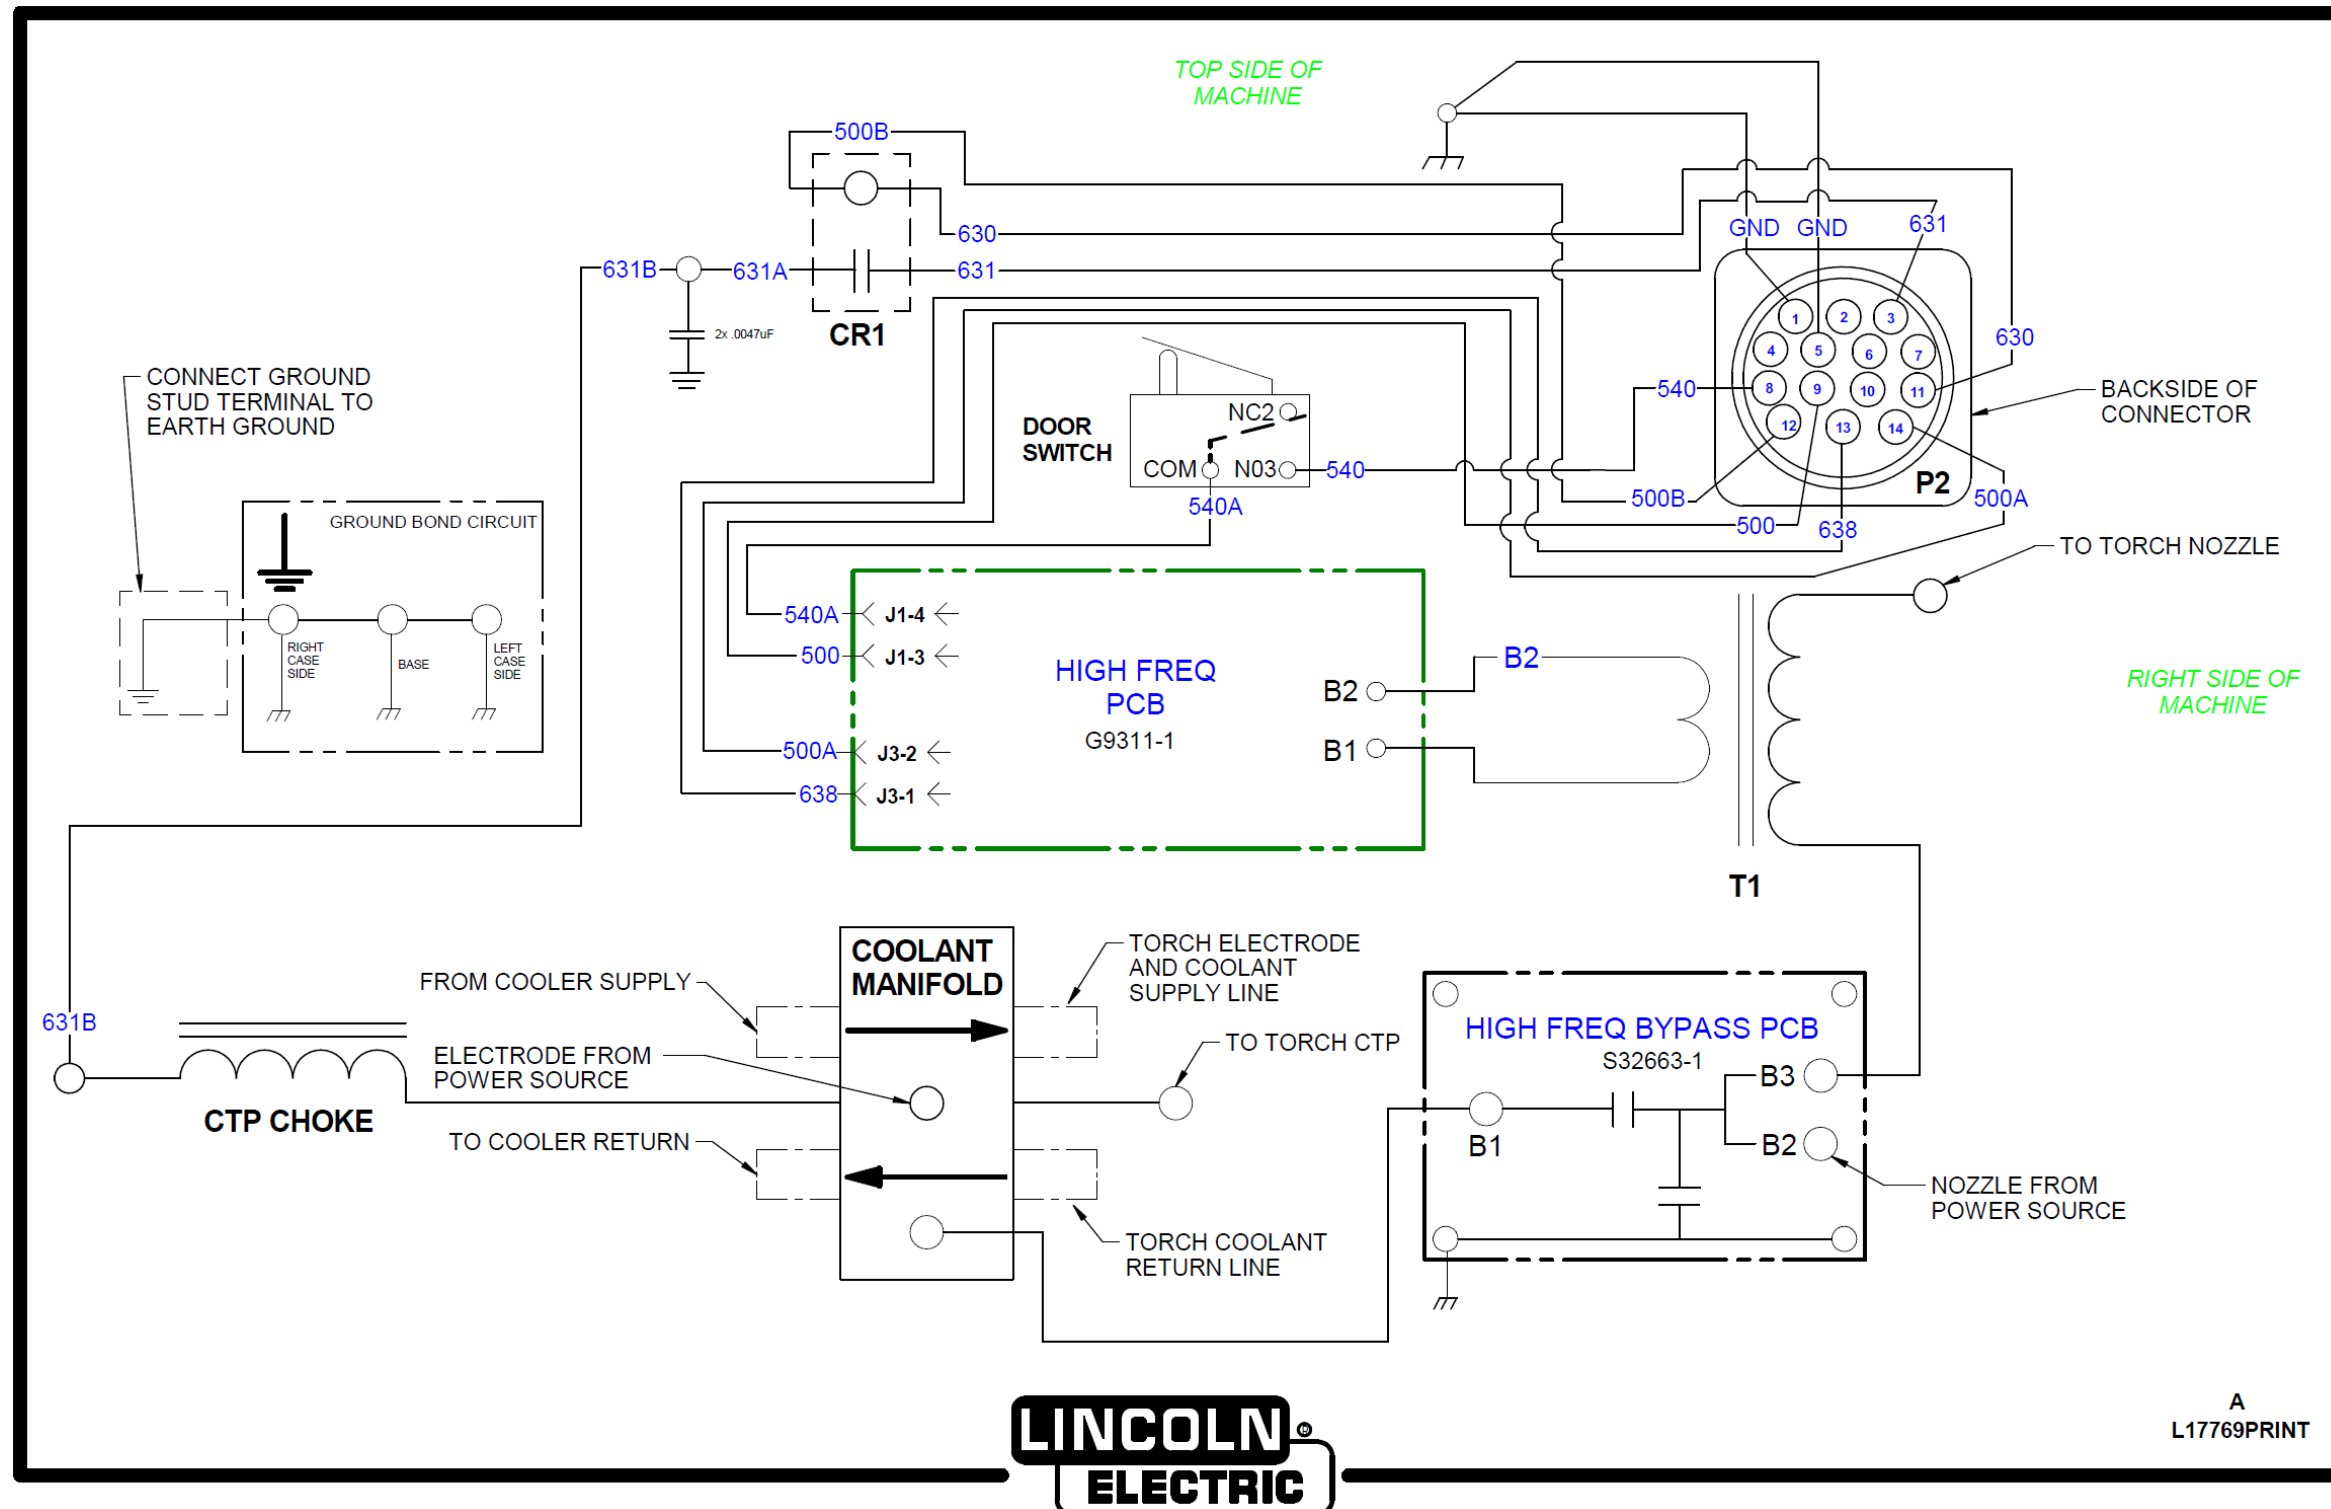 TOP SIDE OF
MACHINE
500B
630
631
631B
631A
2x .0047uF
CR1
GND
GND
631
1
2
3
4
5
6
7
8
9
10
11
12
13
14
630
540
BACKSIDE OF
CONNECTOR
P2
500B
500A
500
638
CONNECT GROUND
STUD TERMINAL TO
EARTH GROUND
DOOR
SWITCH
NC2
COM
N03
540
540A
GROUND BOND CIRCUIT
RIGHT
CASE
SIDE
BASE
LEFT
CASE
SIDE
TO TORCH NOZZLE
540A
J1-4
500
J1-3
500A
J3-2
638
J3-1
HIGH FREQ
PCB
G9311-1
B2
B1
B2
RIGHT SIDE OF
MACHINE
T1
COOLANT
MANIFOLD
FROM COOLER SUPPLY
TORCH ELECTRODE
AND COOLANT
SUPPLY LINE
631B
ELECTRODE FROM
POWER SOURCE
TO TORCH CTP
CTP CHOKE
TO COOLER RETURN
TORCH COOLANT
RETURN LINE
HIGH FREQ BYPASS PCB
S32663-1
B3
B1
B2
NOZZLE FROM
POWER SOURCE
A
L17769PRINT
LINCOLN ®
ELECTRIC